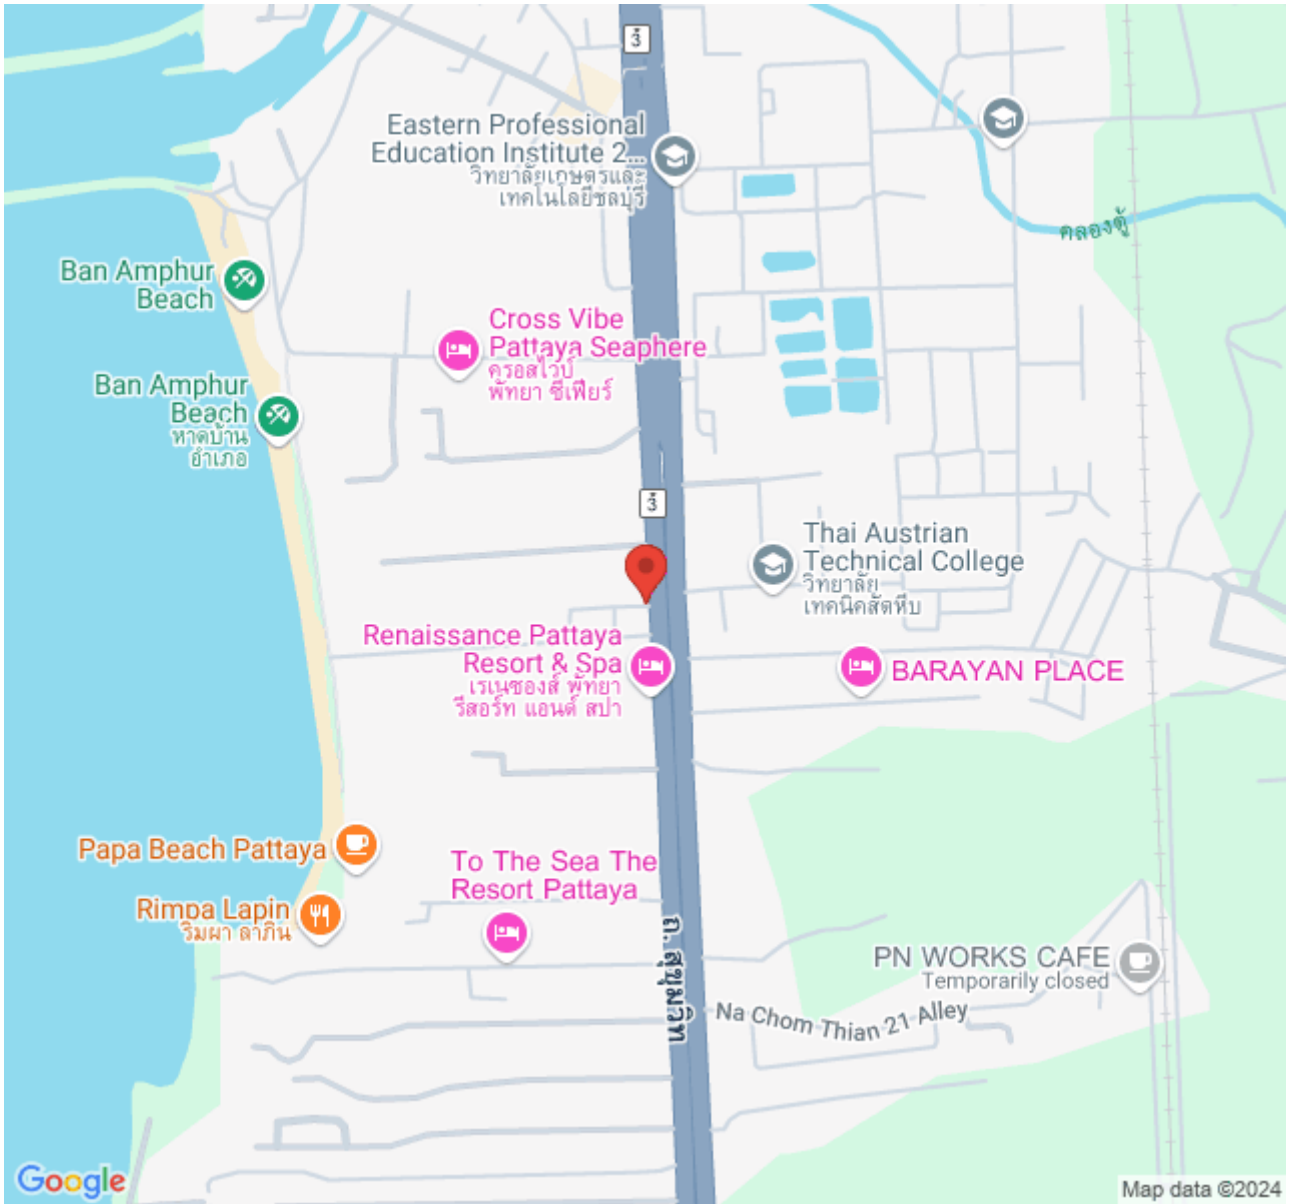 3
Eastern Professional
Education Institute 2...
วิทยาลัยเกษตรและ
เทคโนโลยีชลบุรี
คลองตู้
Ban Amphur
Beach
Cross Vibe
Pattaya Seaphere
ครอสไวบ์
พัทยา ซีเฟียร์
Ban Amphur
Beach
หาดบ้าน
อำเภอ
3
Thai Austrian
Technical College
วิทยาลัย
เทคนิคสัตหีบ
Renaissance Pattaya
Resort & Spa
เรเนซองส์ พัทยา
รีสอร์ท แอนด์ สปา
BARAYAN PLACE
Papa Beach Pattaya
To The Sea The
Resort Pattaya
Rimpa Lapin
ริมผา ลาภิน
ถ. สุขุมวิท
PN WORKS CAFE
Temporarily closed
Na Chom Thian 21 Alley
Google
Map data ©2024